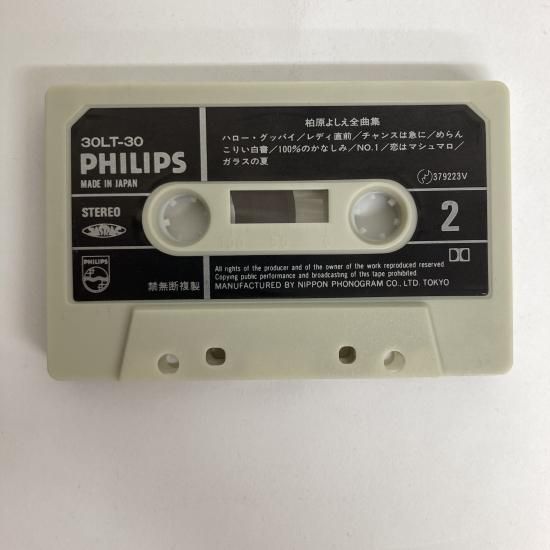 柏原よしえ全曲集
30LT-30
PHILIPS
MADE IN JAPAN
ハロー・グッバイ/レディ直前/チャンスは急に/めらん
こりい白書/100%のかなしみ/NO.1/恋はマシュマロ/
ガラスの夏
379223V
STEREO
2
PHILIPS
禁無断複製
All rights of the producer and of the owner of the work reproduced reserved
Copying public performance and broadcasting of this tape prohibited.
MANUFACTURED BY NIPPON PHONOGRAM CO., LTD. TOKYO